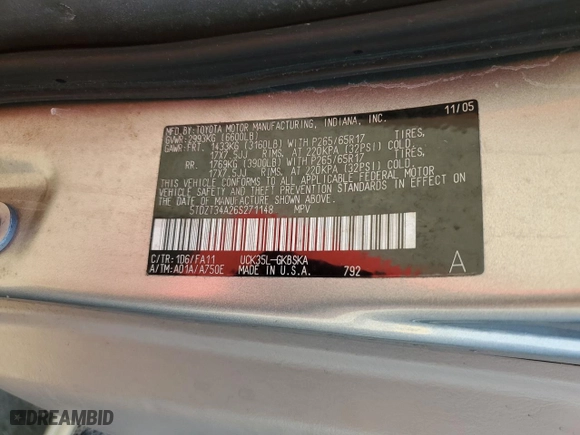 MFD. BY: TOYOTA MOTOR MANUFACTURING, INDIANA, INC. 11/05
GVWR: 2993KG (6600LB)
GAWR: FRT. 1433KG (3160LB) WITH P265/65R17 TIRES,
17X7.5JJ RIMS, AT 220KPA (32PSI) COLD.
RR. 1769KG (3900LB) WITH P265/65R17 TIRES,
17X7.5JJ RIMS, AT 220KPA (32PSI) COLD.
THIS VEHICLE CONFORMS TO ALL APPLICABLE FEDERAL MOTOR
VEHICLE SAFETY AND THEFT PREVENTION STANDARDS IN EFFECT
ON THE DATE OF MANUFACTURE SHOWN ABOVE.
5TDZT34A26S271148 MPV
C/TR: 1D6/FA11 UCK35L-GKBSKA
A/TM: A01A/A750E MADE IN U.S.A. 792 A
DREAMBID